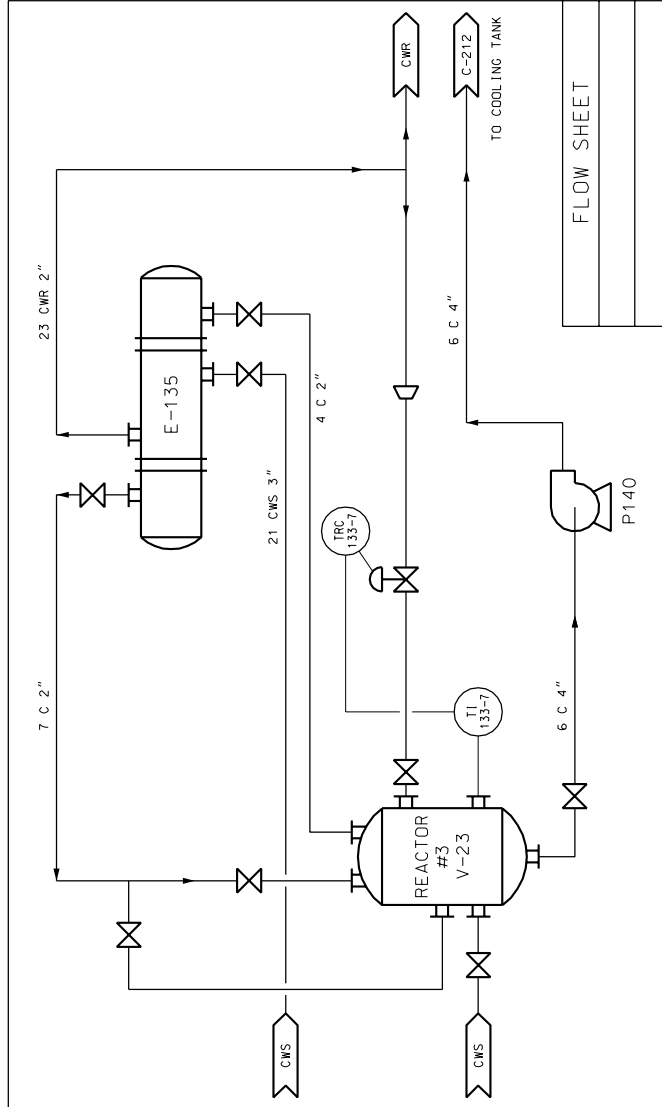 23 CWR 2"
E-135
7 C 2"
21 CWS 3"
4 C 2"
CWR
C-212
TO COOLING TANK
TRC
133-7
TI
133-7
6 C 4"
6 C 4"
P140
REACTOR
#3
V-23
CWS
CWS
FLOW SHEET